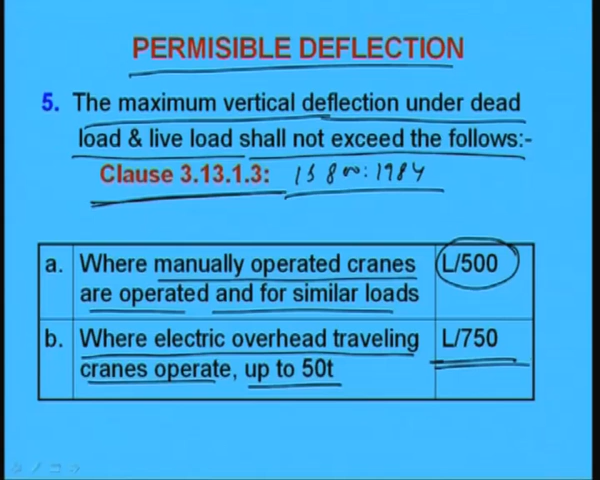 PERMISIBLE DEFLECTION
5. The maximum vertical deflection under dead
load & live load shall not exceed the follows:-
Clause 3.13.1.3: IS 800:1984
a. Where manually operated cranes L/500
are operated and for similar loads
b. Where electric overhead traveling L/750
cranes operate, up to 50t